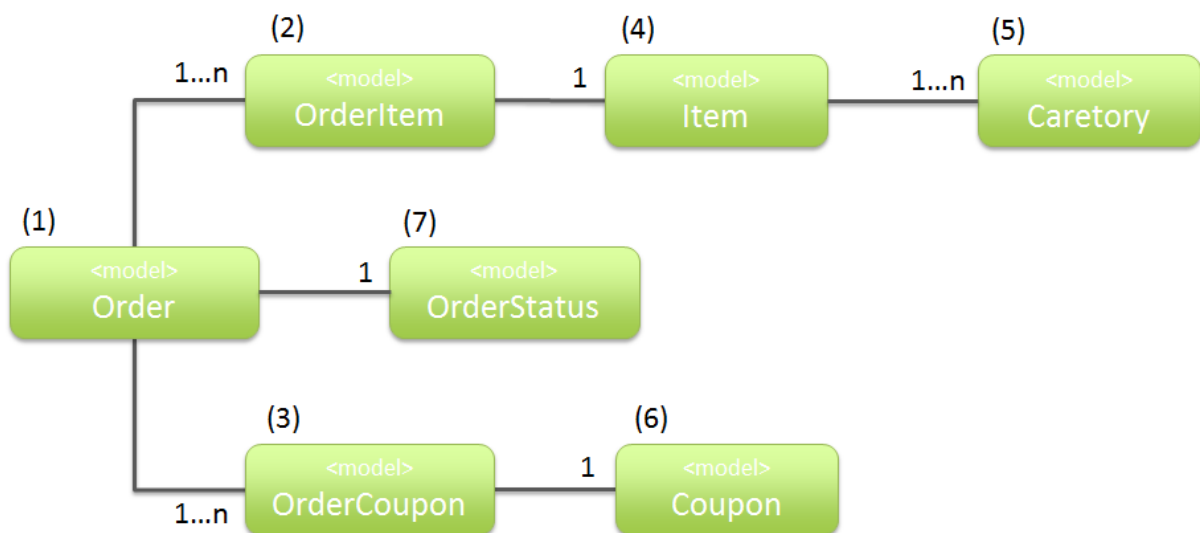 (2)
(4)
(5)
1...n
<model>
OrderItem
1
<model>
Item
1...n
<model>
Caretory
(1)
(7)
<model>
Order
1
<model>
OrderStatus
(3)
(6)
1...n
<model>
OrderCoupon
1
<model>
Coupon